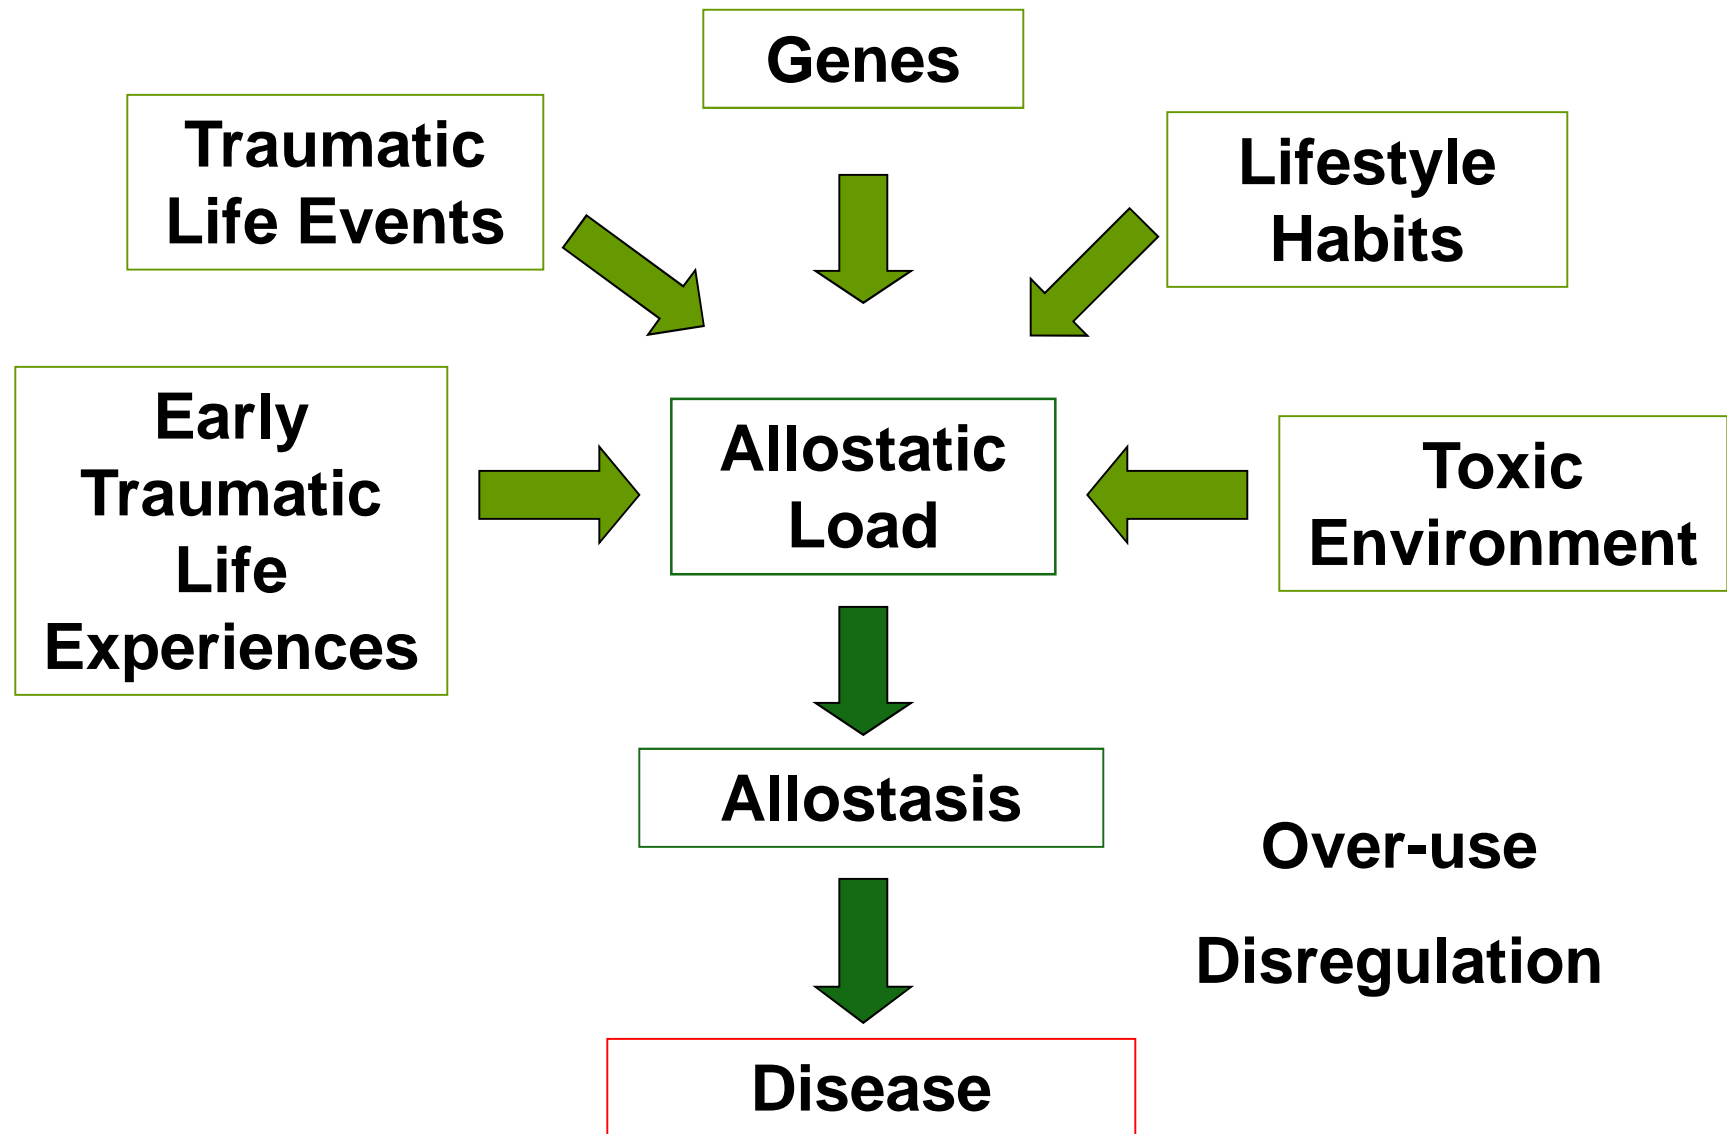 Genes
Traumatic
Life Events
Lifestyle
Habits
Early
Traumatic
Life
Experiences
Allostatic
Load
Toxic
Environment
Allostasis
Over-use
Disregulation
Disease